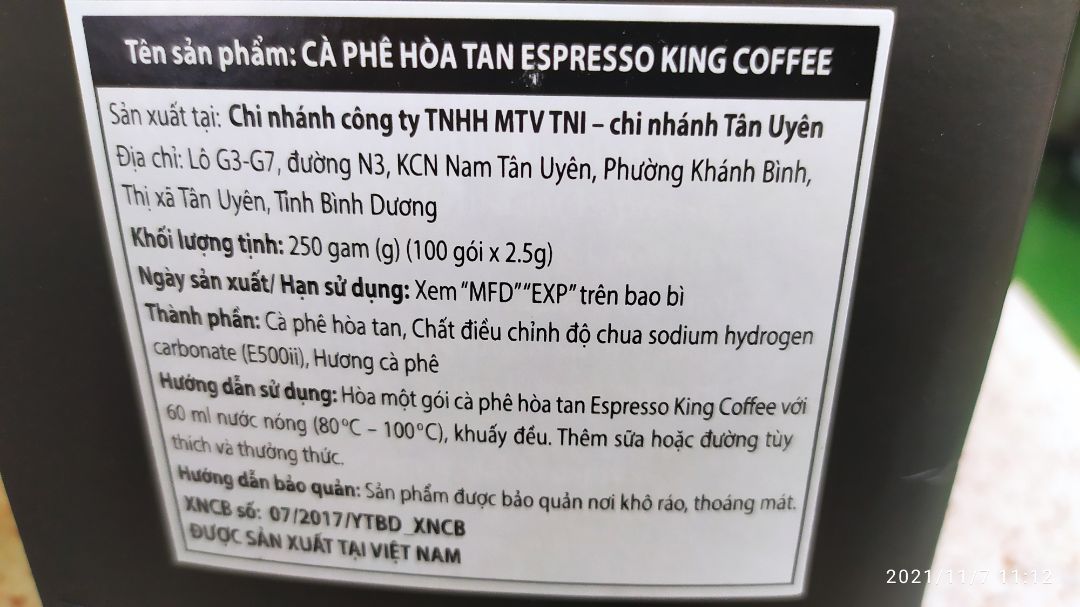 Tên sản phẩm: CÀ PHÊ HÒA TAN ESPRESSO KING COFFEE
Sản xuất tại: Chi nhánh công ty TNHH MTV TNI – chi nhánh Tân Uyên
Địa chỉ: Lô G3-G7, đường N3, KCN Nam Tân Uyên, Phường Khánh Bình,
Thị xã Tân Uyên, Tỉnh Bình Dương
Khối lượng tịnh: 250 gam (g) (100 gói x 2.5g)
Ngày sản xuất/ Hạn sử dụng: Xem "MFD" "EXP" trên bao bì
Thành phần: Cà phê hòa tan, Chất điều chỉnh độ chua sodium hydrogen
carbonate (E500ii), Hương cà phê
Hướng dẫn sử dụng: Hòa một gói cà phê hòa tan Espresso King Coffee với
60 ml nước nóng (80°C – 100°C), khuấy đều. Thêm sữa hoặc đường tùy
thích và thưởng thức.
Hướng dẫn bảo quản: Sản phẩm được bảo quản nơi khô ráo, thoáng mát.
XNCB số: 07/2017/YTBD_XNCB
ĐƯỢC SẢN XUẤT TẠI VIỆT NAM
2021/11/7 11:12